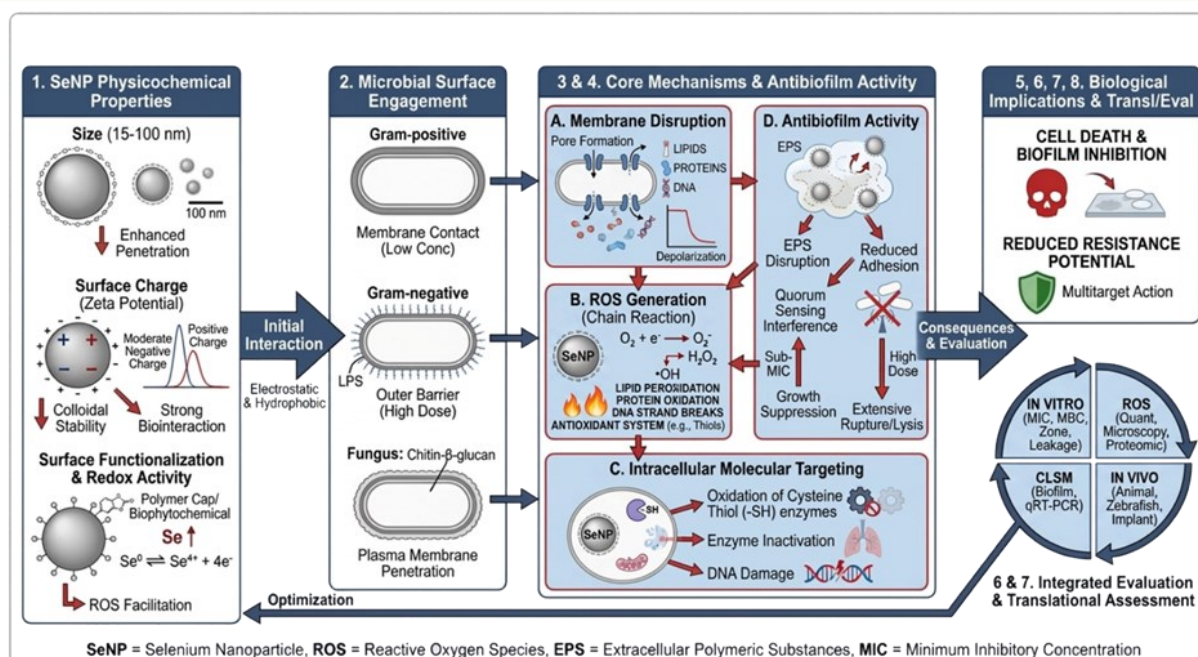 1. SeNP Physicochemical
Properties
Size (15-100 nm)
100 nm
Enhanced
Penetration
Surface Charge
(Zeta Potential)
Moderate
Negative
Charge
Positive
Charge
Colloidal
Stability
Strong
Biointeraction
Surface Functionalization
& Redox Activity
Polymer Cap/
Biophytochemical
Se
Se⁰ ⇌ Se⁴⁺ + 4e⁻
ROS Facilitation
Initial
Interaction
Electrostatic
& Hydrophobic
2. Microbial Surface
Engagement
Gram-positive
Membrane Contact
(Low Conc)
Gram-negative
LPS
Outer Barrier
(High Dose)
Fungus: Chitin-β-glucan
Plasma Membrane
Penetration
3 & 4. Core Mechanisms & Antibiofilm Activity
A. Membrane Disruption
Pore Formation
LIPIDS
PROTEINS
DNA
Depolarization
B. ROS Generation
(Chain Reaction)
SeNP
O₂ + e⁻ → O₂⁻
H₂O₂
•OH
LIPID PEROXIDATION
PROTEIN OXIDATION
DNA STRAND BREAKS
ANTIOXIDANT SYSTEM (e.g., Thiols)
D. Antibiofilm Activity
EPS
EPS
Disruption
Reduced
Adhesion
Quorum
Sensing
Interference
Sub-
MIC
Growth
Suppression
High
Dose
Extensive
Rupture/Lysis
C. Intracellular Molecular Targeting
SeNP
-SH
Oxidation of Cysteine
Thiol (-SH) enzymes
Enzyme Inactivation
DNA Damage
Consequences
& Evaluation
5, 6, 7, 8. Biological
Implications & Transl/Eval
CELL DEATH &
BIOFILM INHIBITION
REDUCED RESISTANCE
POTENTIAL
Multitarget Action
IN VITRO
(MIC, MBC,
Zone,
Leakage)
ROS
(Quant,
Microscopy,
Proteomic)
CLSM
(Biofilm,
qRT-PCR)
IN VIVO
(Animal,
Zebrafish,
Implant)
6 & 7. Integrated Evaluation
& Translational Assessment
Optimization
SeNP = Selenium Nanoparticle, ROS = Reactive Oxygen Species, EPS = Extracellular Polymeric Substances, MIC = Minimum Inhibitory Concentration